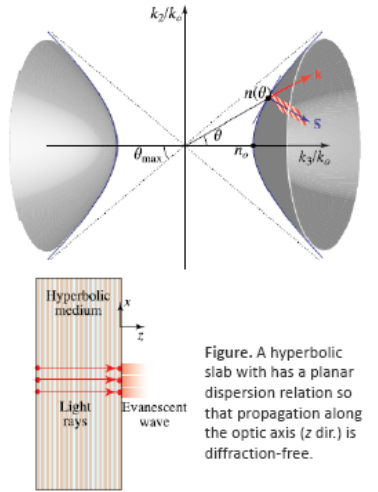 k₂/kₒ
n(θ)
k
S
θ
θmax
nₒ
k₃/kₒ
Hyperbolic
medium
x
z
Light
rays
Evanescent
wave
Figure. A hyperbolic
slab with has a planar
dispersion relation so
that propagation along
the optic axis (z dir.) is
diffraction-free.